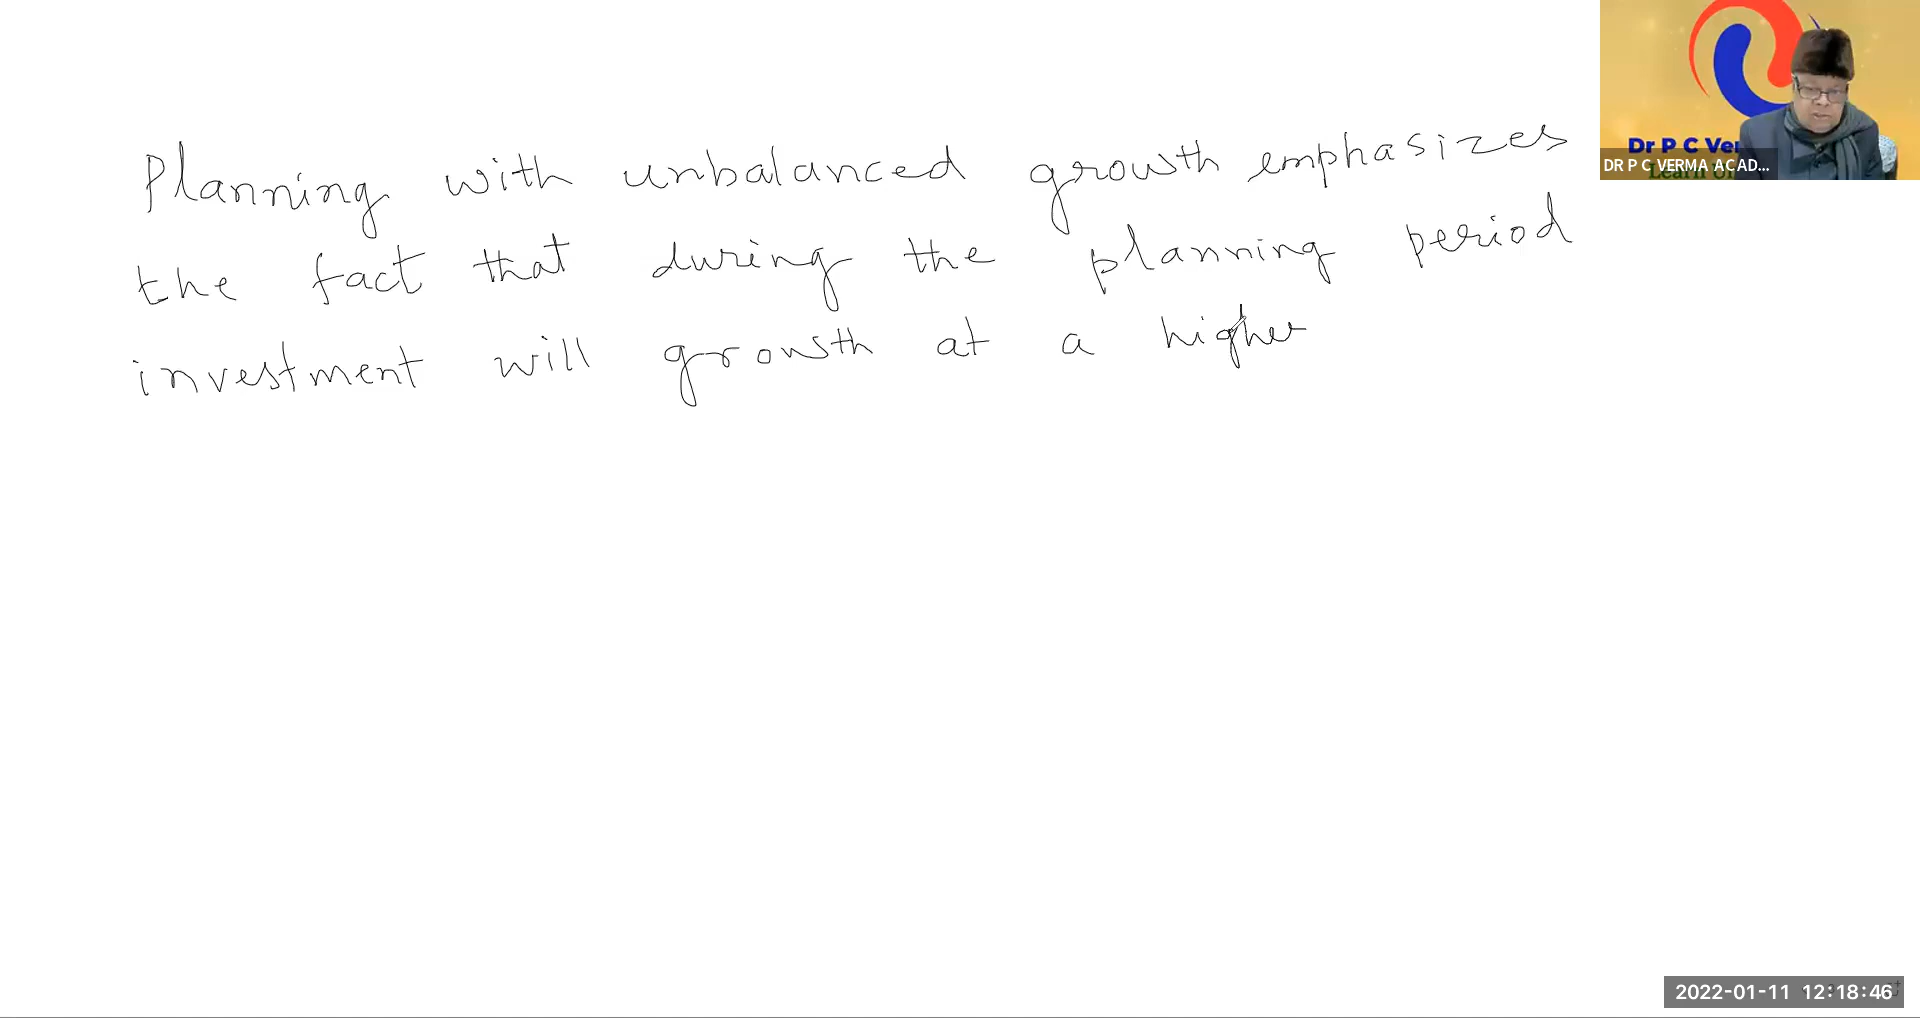 Planning with unbalanced growth emphasizes
the fact that during the planning period
investment will growth at a higher
Dr P C Ver
DR P C VERMA ACAD...
Learn
2022-01-11 12:18:46